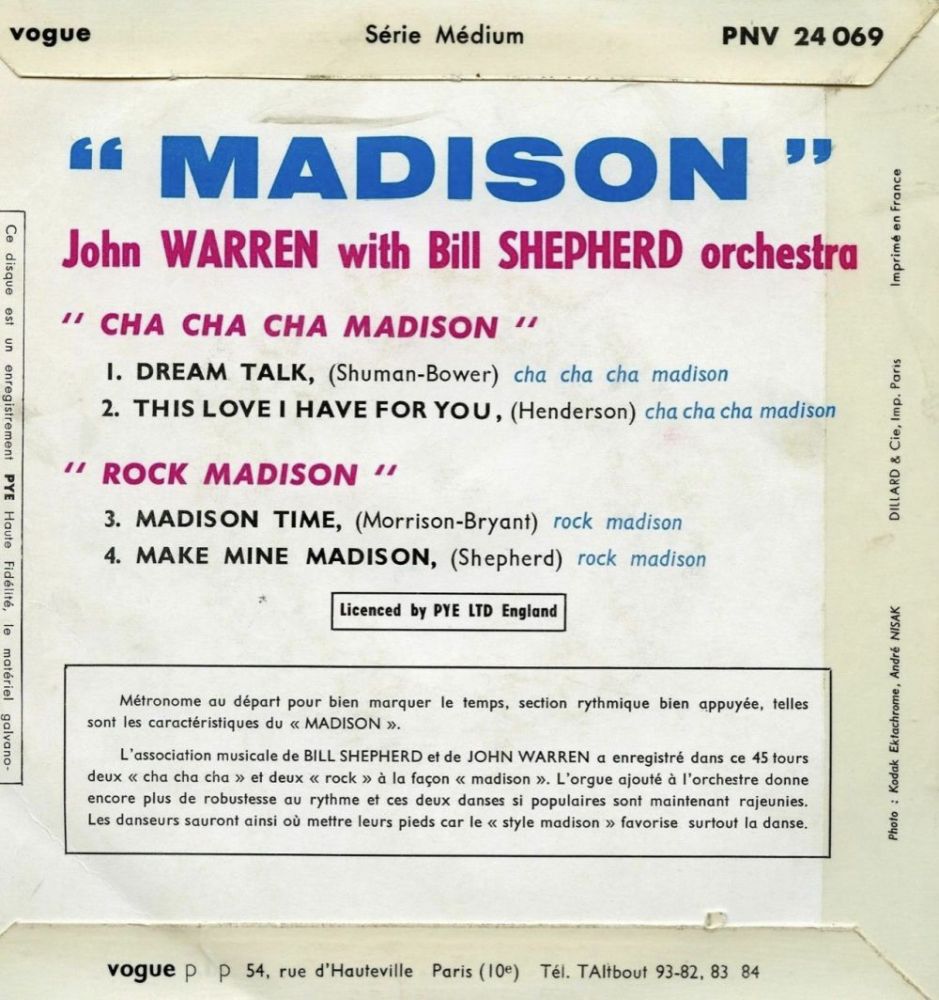 vogue Série Médium PNV 24 069
“ MADISON ”
John WARREN with Bill SHEPHERD orchestra
" CHA CHA CHA MADISON "
1. DREAM TALK, (Shuman-Bower) cha cha cha madison
2. THIS LOVE I HAVE FOR YOU, (Henderson) cha cha cha madison
" ROCK MADISON "
3. MADISON TIME, (Morrison-Bryant) rock madison
4. MAKE MINE MADISON, (Shepherd) rock madison
Licenced by PYE LTD England
Métronome au départ pour bien marquer le temps, section rythmique bien appuyée, telles
sont les caractéristiques du « MADISON ».
L'association musicale de BILL SHEPHERD et de JOHN WARREN a enregistré dans ce 45 tours
deux « cha cha cha » et deux « rock » à la façon « madison ». L'orgue ajouté à l'orchestre donne
encore plus de robustesse au rythme et ces deux danses si populaires sont maintenant rajeunies.
Les danseurs sauront ainsi où mettre leurs pieds car le « style madison » favorise surtout la danse.
Ce disque est un enregistrement PYE Haute Fidélité, le matériel galvano-
Imprimé en France
DILLARD & Cie, Imp. Paris
Photo : Kodak Ektachrome, André NISAK
vogue p p 54, rue d'Hauteville Paris (10e) Tél. TAItbout 93-82, 83 84